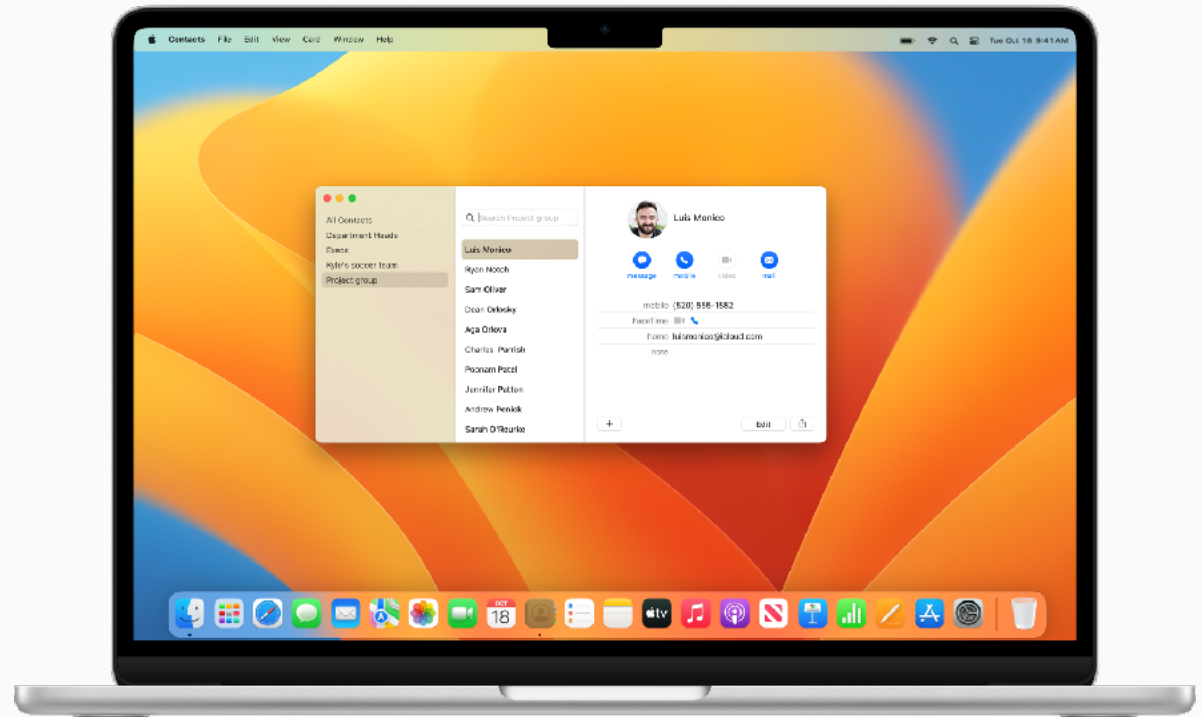 Contacts File Edit View Card Window Help
Tue Oct 18 9:41 AM
All Contacts
Department Heads
Execs
Kyle's soccer team
Project group
Search Project group
Luis Monico
Ryan Notch
Sam Oliver
Dean Orlosky
Aga Orlova
Charles Parrish
Poonam Patel
Jennifer Patton
Andrew Penick
Sarah D'Rourke
Luis Monico
message mobile video mail
mobile (520) 555-1582
FaceTime
home luismonico@icloud.com
note
+ Edit
OCT
18
tv